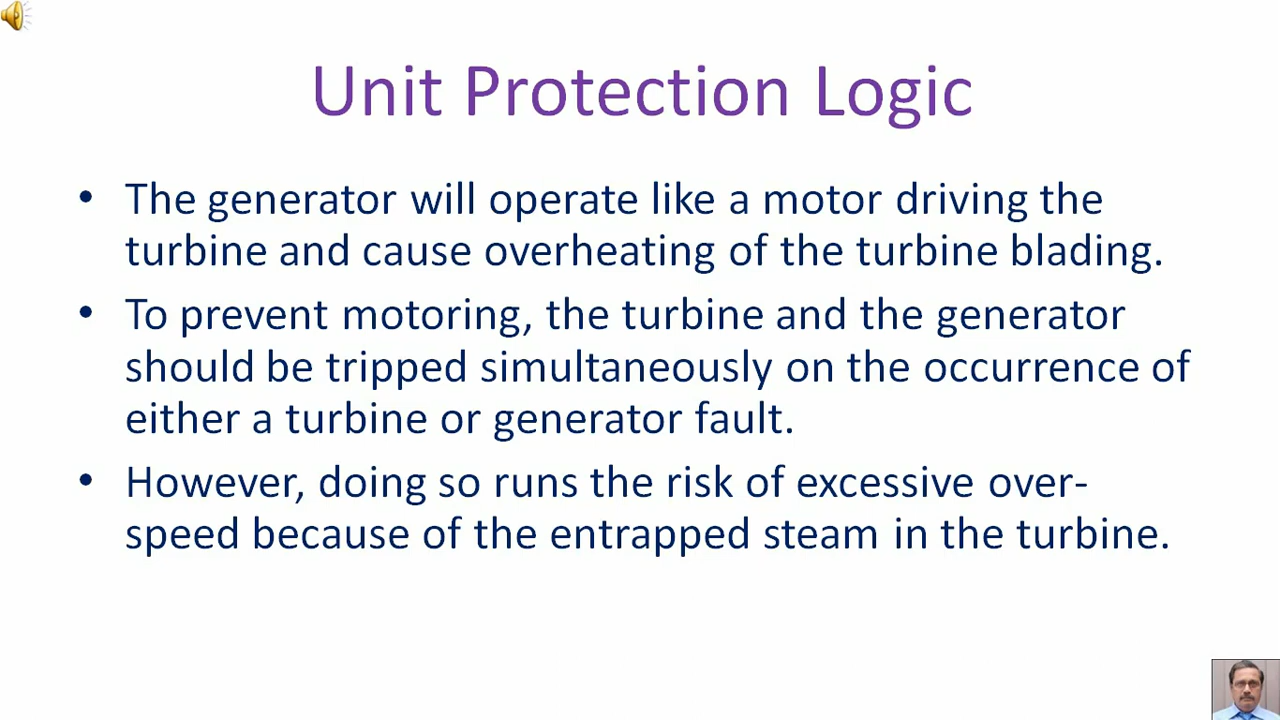 Unit Protection Logic
• The generator will operate like a motor driving the
turbine and cause overheating of the turbine blading.
• To prevent motoring, the turbine and the generator
should be tripped simultaneously on the occurrence of
either a turbine or generator fault.
• However, doing so runs the risk of excessive over-
speed because of the entrapped steam in the turbine.